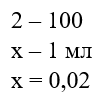 2 – 100
х – 1 мл
х = 0,02